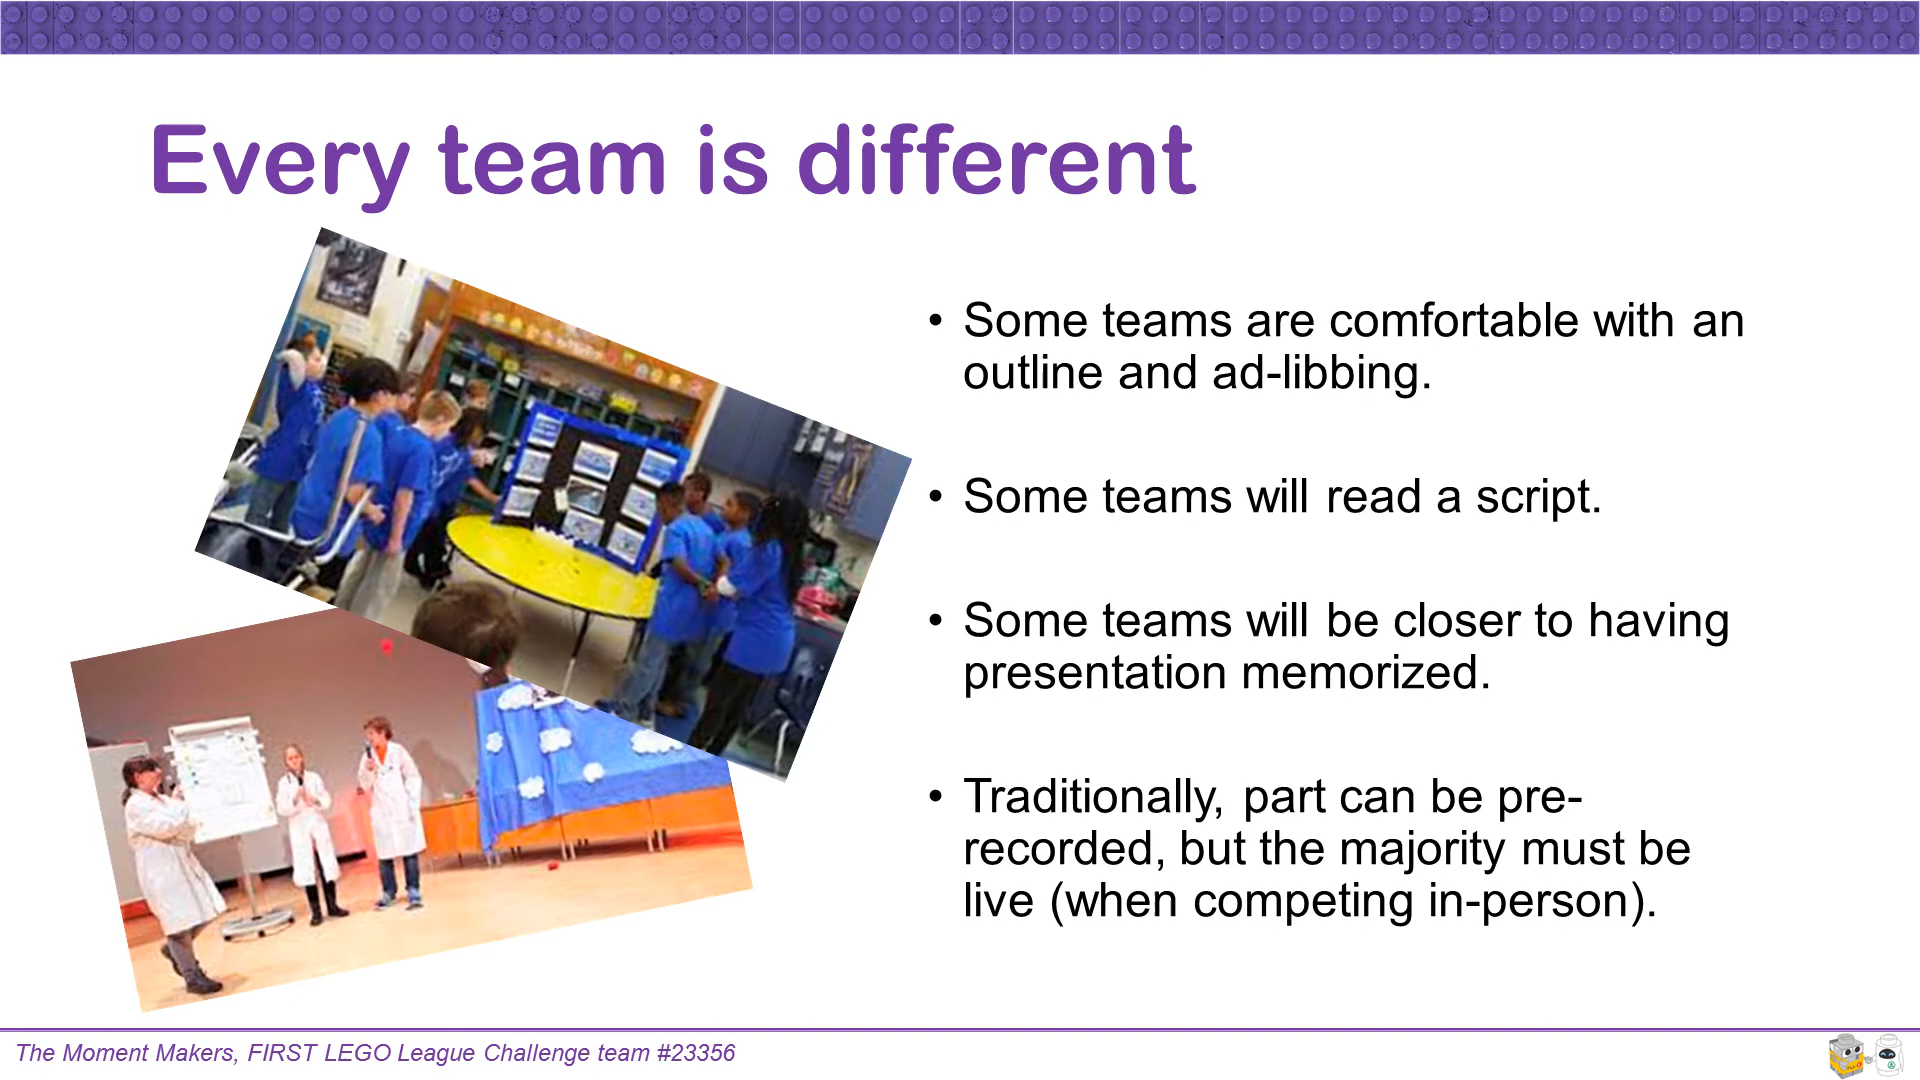 Every team is different
• Some teams are comfortable with an
outline and ad-libbing.
• Some teams will read a script.
• Some teams will be closer to having
presentation memorized.
• Traditionally, part can be pre-
recorded, but the majority must be
live (when competing in-person).
The Moment Makers, FIRST LEGO League Challenge team #23356